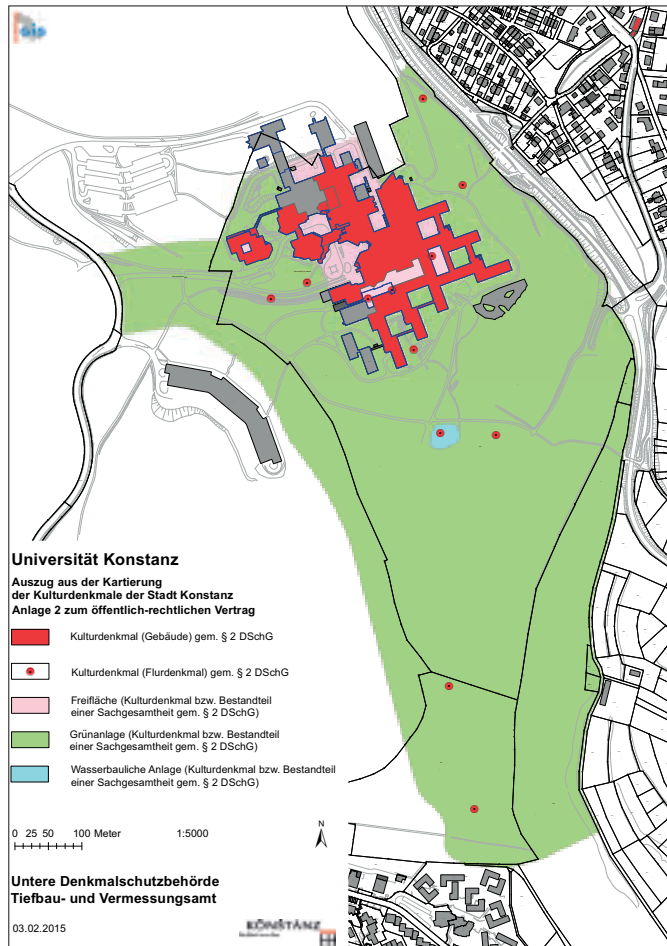 gip
Universität Konstanz
Auszug aus der Kartierung
der Kulturdenkmale der Stadt Konstanz
Anlage 2 zum öffentlich-rechtlichen Vertrag
Kulturdenkmal (Gebäude) gem. § 2 DSchG
Kulturdenkmal (Flurdenkmal) gem. § 2 DSchG
Freifläche (Kulturdenkmal bzw. Bestandteil
einer Sachgesamtheit gem. § 2 DSchG)
Grünanlage (Kulturdenkmal bzw. Bestandteil
einer Sachgesamtheit gem. § 2 DSchG)
Wasserbauliche Anlage (Kulturdenkmal bzw. Bestandteil
einer Sachgesamtheit gem. § 2 DSchG)
0 25 50 100 Meter 1:5000
N
Untere Denkmalschutzbehörde
Tiefbau- und Vermessungsamt
03.02.2015
KONSTANZ